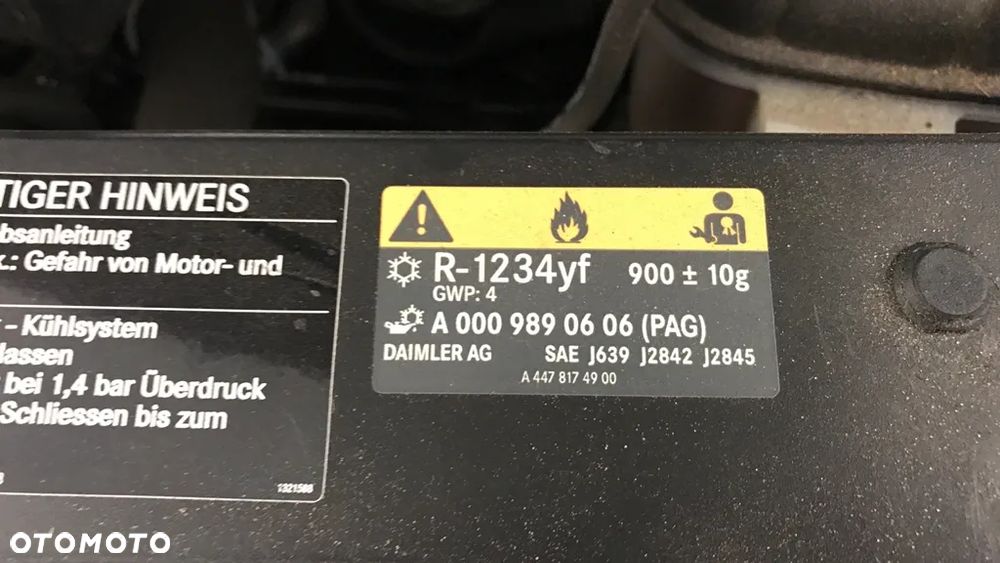 TIGER HINWEIS
bsanleitung
k.: Gefahr von Motor- und
- Kühlsystem
lassen
bei 1,4 bar Überdruck
Schliessen bis zum
1321588
R-1234yf 900 ± 10g
GWP: 4
A 000 989 06 06 (PAG)
DAIMLER AG SAE J639 J2842 J2845
A 447 817 49 00
OTOMOTO